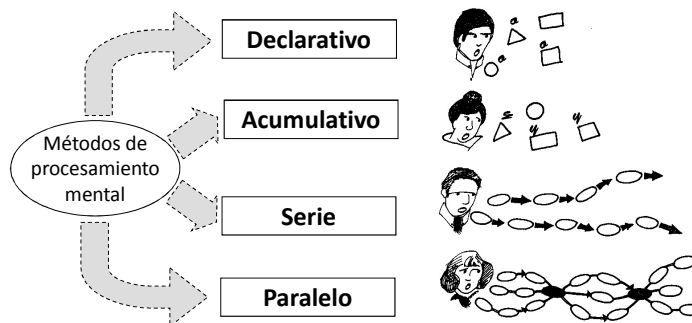 Declarativo
o
o
o
Acumulativo
y
y
Métodos de
procesamiento
mental
Serie
Paralelo